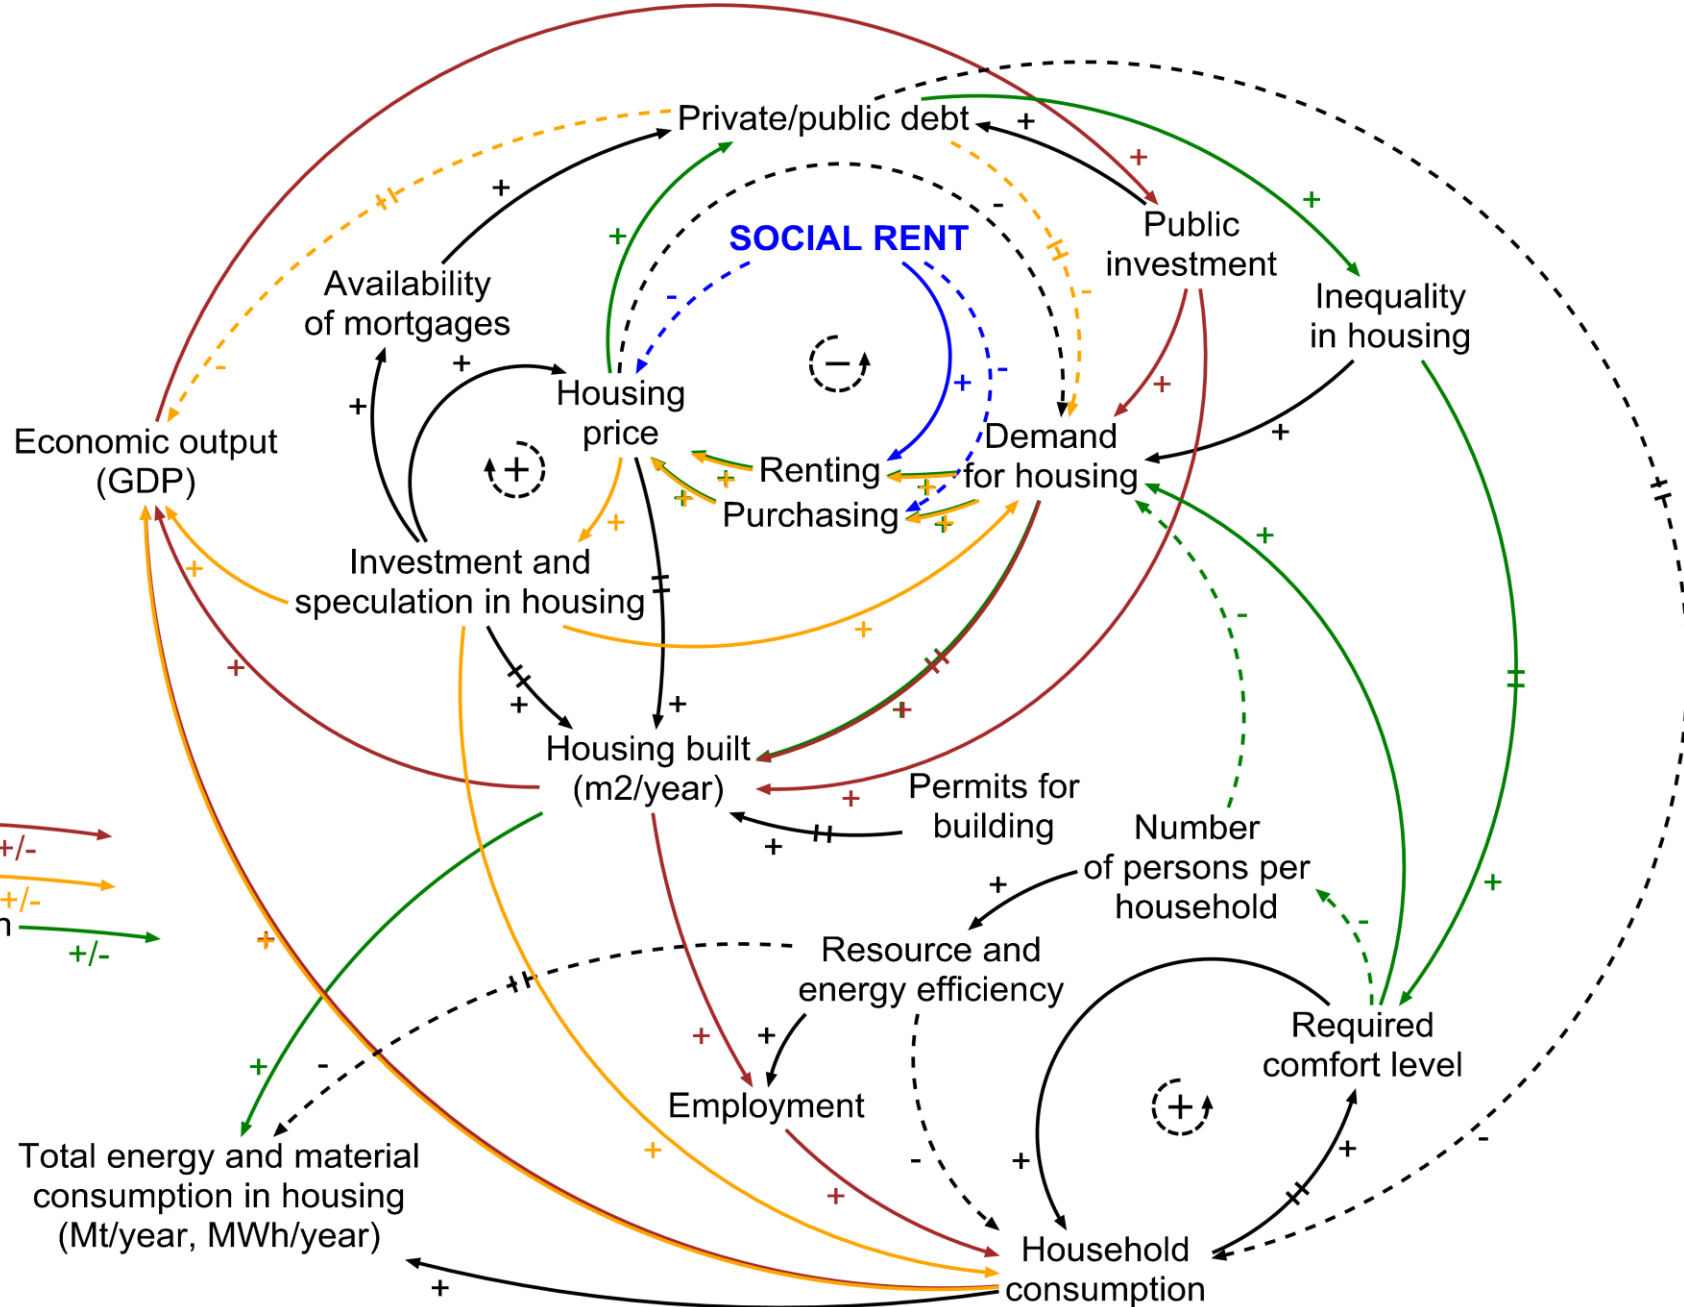 Private/public debt
+
+
+
+
-
Public
investment
SOCIAL RENT
+
Availability
of mortgages
-
-
Inequality
in housing
+
-
+
Housing
price
+
-
+
−
+
Economic output
(GDP)
+
Demand
for housing
+
Renting
+
+
Purchasing
+
+
+
+
+
Investment and
speculation in housing
+
-
+
+
+
+
+
Housing built
(m2/year)
+
Permits for
building
+
Number
of persons per
household
+/-
+/-
n
+/-
+
+
-
+
Resource and
energy efficiency
+
+
+
-
Required
comfort level
Employment
+
+
-
Total energy and material
consumption in housing
(Mt/year, MWh/year)
+
-
+
+
Household
consumption
+